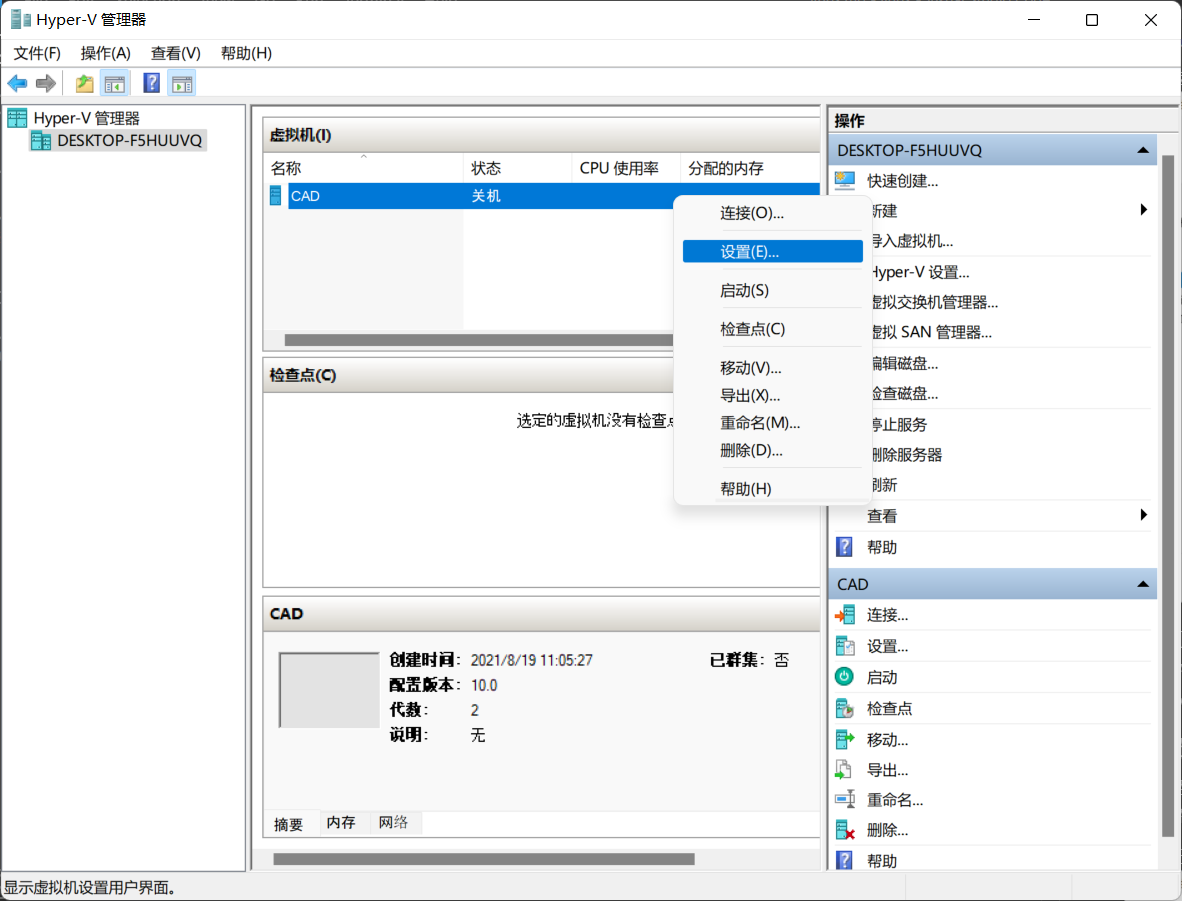 Hyper-V 管理器
文件(F) 操作(A) 查看(V) 帮助(H)
Hyper-V 管理器
DESKTOP-F5HUUVQ
虚拟机(I)
名称 状态 CPU 使用率 分配的内存
CAD 关机
连接(O)...
设置(E)...
启动(S)
检查点(C)
移动(V)...
导出(X)...
重命名(M)...
删除(D)...
帮助(H)
检查点(C)
选定的虚拟机没有检查点
CAD
创建时间: 2021/8/19 11:05:27 已群集: 否
配置版本: 10.0
代数: 2
说明: 无
摘要 内存 网络
操作
DESKTOP-F5HUUVQ
快速创建...
新建
导入虚拟机...
Hyper-V 设置...
虚拟交换机管理器...
虚拟 SAN 管理器...
编辑磁盘...
检查磁盘...
停止服务
删除服务器
刷新
查看
帮助
CAD
连接...
设置...
启动
检查点
移动...
导出...
重命名...
删除...
帮助
显示虚拟机设置用户界面。